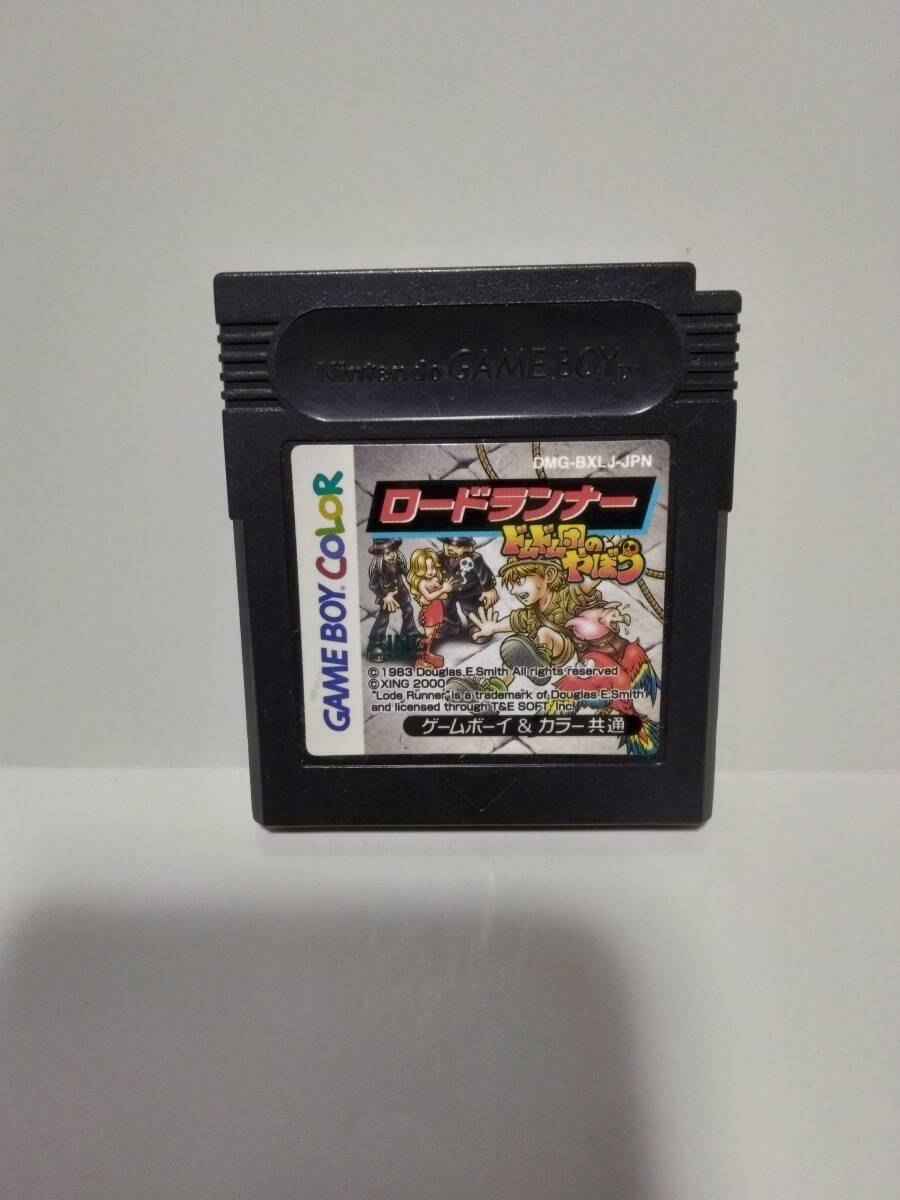 Nintendo GAME BOY TM
GAME BOY COLOR
DMG-BXLJ-JPN
ロードランナー
ドムドム団の
やぼう
XING
©1983 Douglas E.Smith All rights reserved
©XING 2000
"Lode Runner" is a trademark of Douglas E.Smith
and licensed through T&E SOFT, Inc.
ゲームボーイ & カラー共通